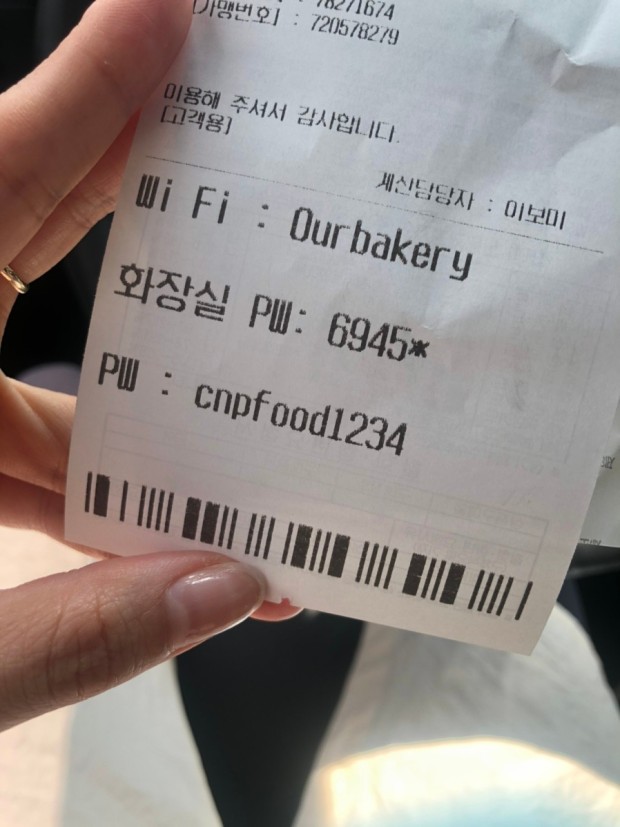 : 78271674
[가맹번호] : 720578279
미용해 주셔서 감사합니다.
[고객용]
계산담당자 : 이보미
Wi Fi : Ourbakery
화장실 PW: 6945*
PW : cnpfood1234